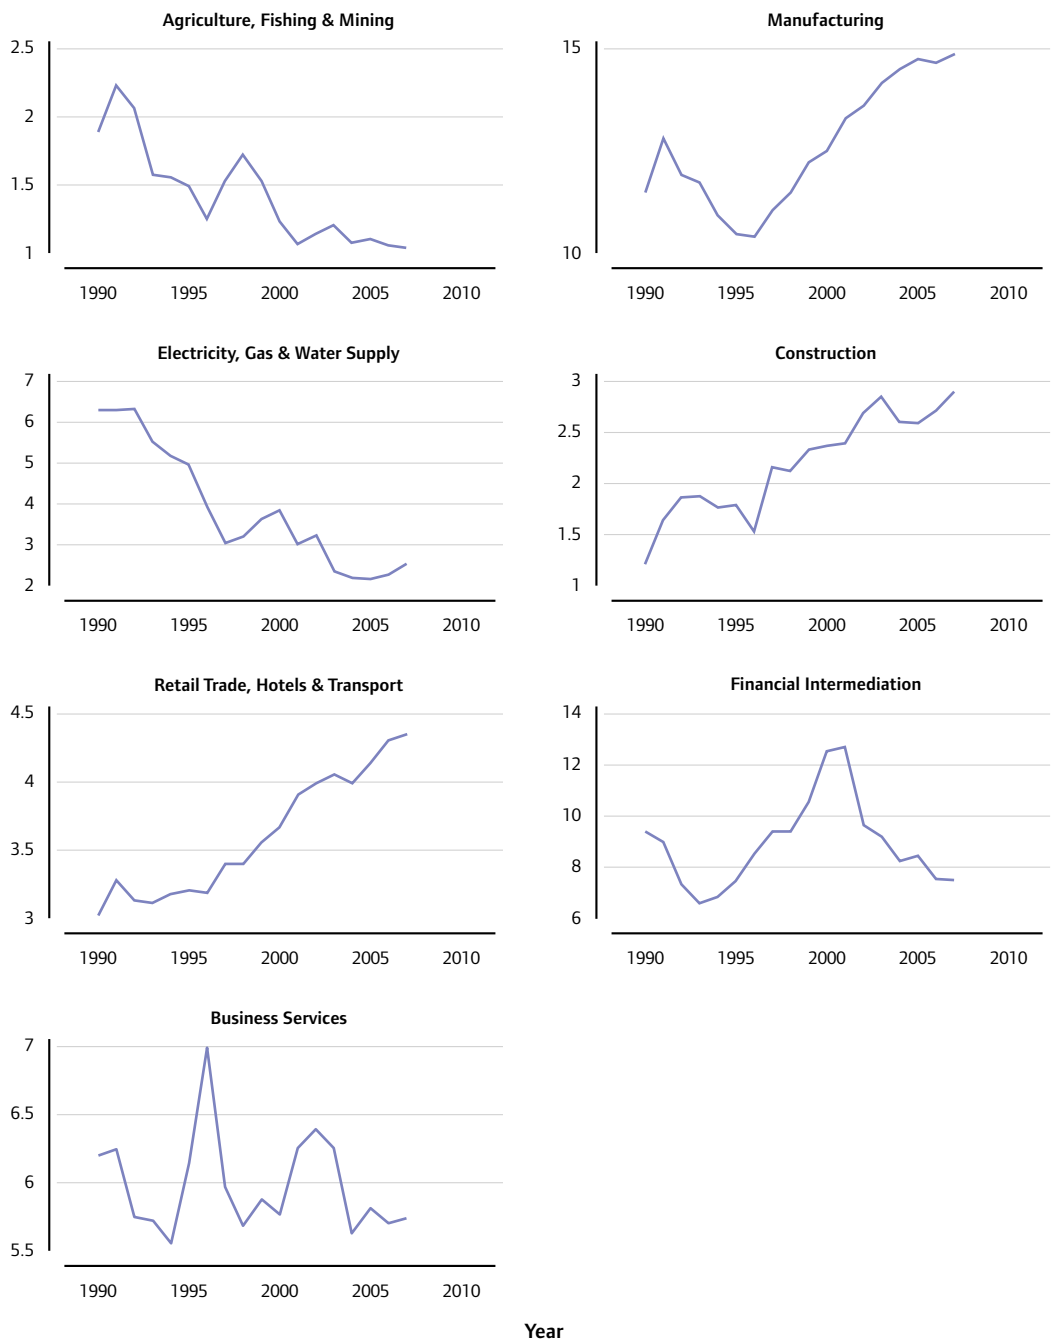 Agriculture, Fishing & Mining
2.5
2
1.5
1
1990 1995 2000 2005 2010
Manufacturing
15
10
1990 1995 2000 2005 2010
Electricity, Gas & Water Supply
7
6
5
4
3
2
1990 1995 2000 2005 2010
Construction
3
2.5
2
1.5
1
1990 1995 2000 2005 2010
Retail Trade, Hotels & Transport
4.5
4
3.5
3
1990 1995 2000 2005 2010
Financial Intermediation
14
12
10
8
6
1990 1995 2000 2005 2010
Business Services
7
6.5
6
5.5
1990 1995 2000 2005 2010
Year